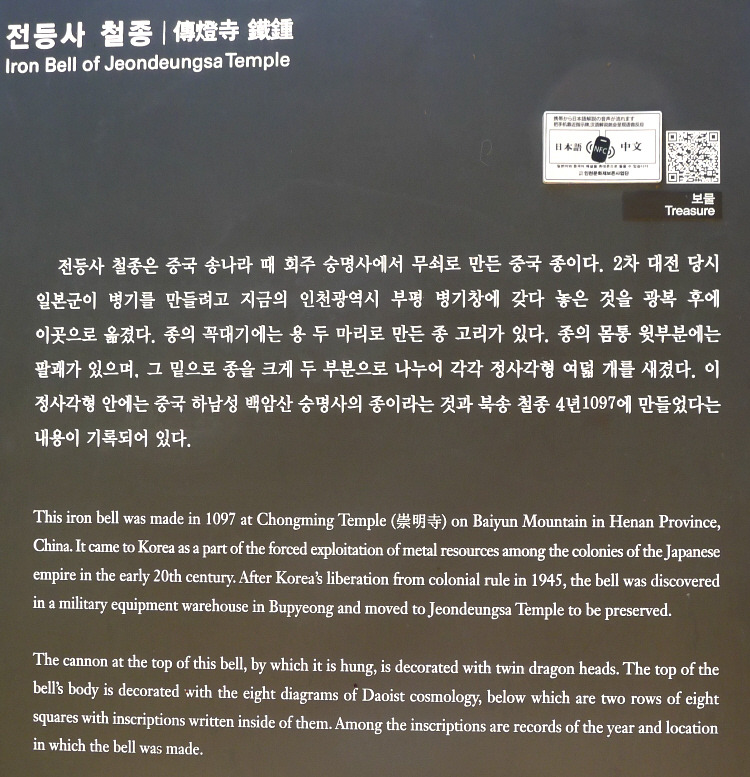 전등사 철종 | 傳燈寺 鐵鍾
Iron Bell of Jeondeungsa Temple
日本語
NFC
中文
보물
Treasure
전등사 철종은 중국 송나라 때 회주 숭명사에서 무쇠로 만든 중국 종이다. 2차 대전 당시
일본군이 병기를 만들려고 지금의 인천광역시 부평 병기창에 갖다 놓은 것을 광복 후에
이곳으로 옮겼다. 종의 꼭대기에는 용 두 마리로 만든 종 고리가 있다. 종의 몸통 윗부분에는
팔괘가 있으며, 그 밑으로 종을 크게 두 부분으로 나누어 각각 정사각형 여덟 개를 새겼다. 이
정사각형 안에는 중국 하남성 백암산 숭명사의 종이라는 것과 북송 철종 4년1097에 만들었다는
내용이 기록되어 있다.
This iron bell was made in 1097 at Chongming Temple (崇明寺) on Baiyun Mountain in Henan Province,
China. It came to Korea as a part of the forced exploitation of metal resources among the colonies of the Japanese
empire in the early 20th century. After Korea's liberation from colonial rule in 1945, the bell was discovered
in a military equipment warehouse in Bupyeong and moved to Jeondeungsa Temple to be preserved.
The cannon at the top of this bell, by which it is hung, is decorated with twin dragon heads. The top of the
bell's body is decorated with the eight diagrams of Daoist cosmology, below which are two rows of eight
squares with inscriptions written inside of them. Among the inscriptions are records of the year and location
in which the bell was made.